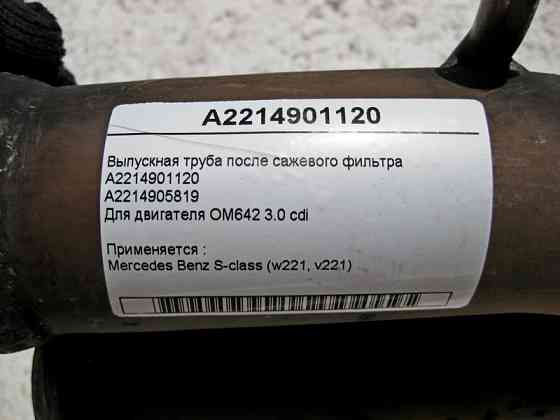 A2214901120
Выпускная труба после сажевого фильтра
A2214901120
A2214905819
Для двигателя OM642 3.0 cdi
Применяется :
Mercedes Benz S-class (w221, v221)